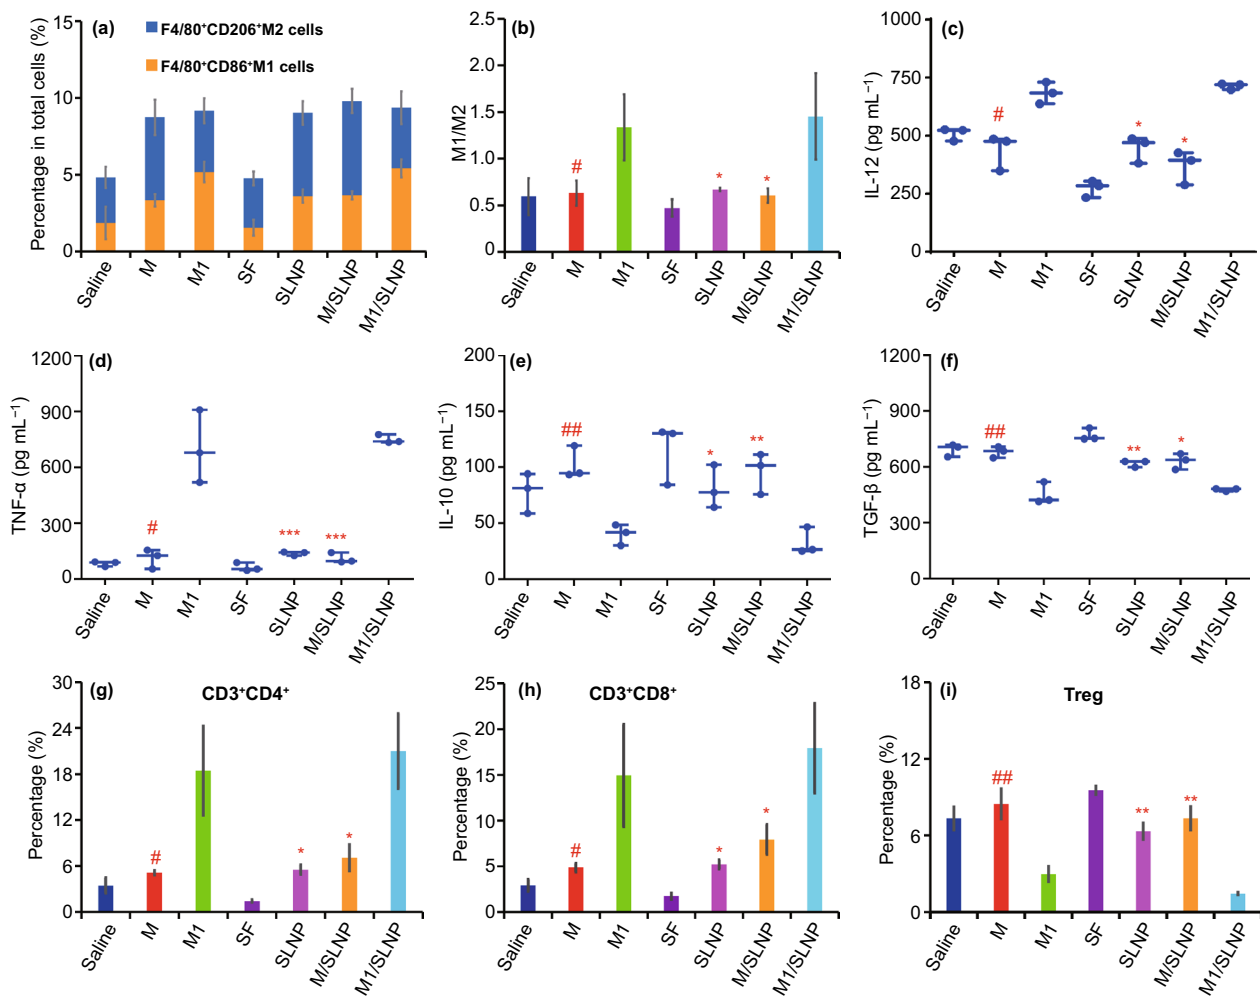 (a)
F4/80⁺CD206⁺M2 cells
F4/80⁺CD86⁺M1 cells
Percentage in total cells (%)
15
10
5
0
Saline
M
M1
SF
SLNP
M/SLNP
M1/SLNP
(b)
M1/M2
2.5
2.0
1.5
1.0
0.5
0
#
*
*
Saline
M
M1
SF
SLNP
M/SLNP
M1/SLNP
(c)
IL-12 (pg mL⁻¹)
1000
750
500
250
0
#
*
*
Saline
M
M1
SF
SLNP
M/SLNP
M1/SLNP
(d)
TNF-α (pg mL⁻¹)
1200
900
600
300
0
#
***
***
Saline
M
M1
SF
SLNP
M/SLNP
M1/SLNP
(e)
IL-10 (pg mL⁻¹)
200
150
100
50
0
##
*
**
Saline
M
M1
SF
SLNP
M/SLNP
M1/SLNP
(f)
TGF-β (pg mL⁻¹)
1200
900
600
300
0
##
**
*
Saline
M
M1
SF
SLNP
M/SLNP
M1/SLNP
(g)
CD3⁺CD4⁺
Percentage (%)
30
24
18
12
6
0
#
*
*
Saline
M
M1
SF
SLNP
M/SLNP
M1/SLNP
(h)
CD3⁺CD8⁺
Percentage (%)
25
20
15
10
5
0
#
*
*
Saline
M
M1
SF
SLNP
M/SLNP
M1/SLNP
(i)
Treg
Percentage (%)
18
12
6
0
##
**
**
Saline
M
M1
SF
SLNP
M/SLNP
M1/SLNP